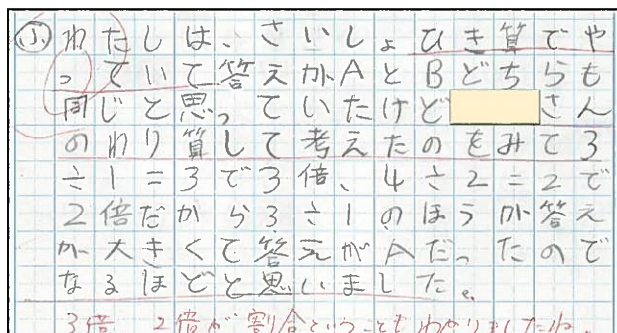 ふ わたしは、さいしょひき算でや
っていて答えがAとBどちらも
同じと思っていたけど さん
のわり算して考えたのをみて3
÷1=3で3倍、4÷2=2で
2倍だから3÷1のほうが答え
が大きくて答えがAだったので
なるほどと思いました。
3倍、2倍が割合ということもわかりましたね。